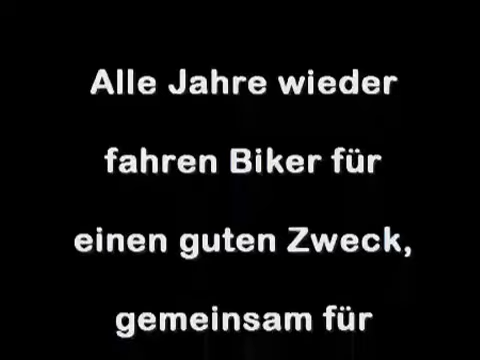 Alle Jahre wieder
fahren Biker für
einen guten Zweck,
gemeinsam für